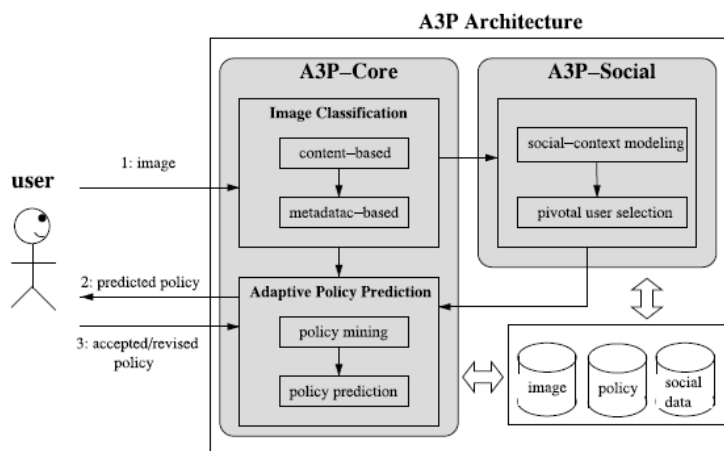 A3P Architecture
A3P–Core
A3P–Social
Image Classification
content–based
metadatac–based
social–context modeling
pivotal user selection
user
1: image
2: predicted policy
3: accepted/revised
policy
Adaptive Policy Prediction
policy mining
policy prediction
image
policy
social
data